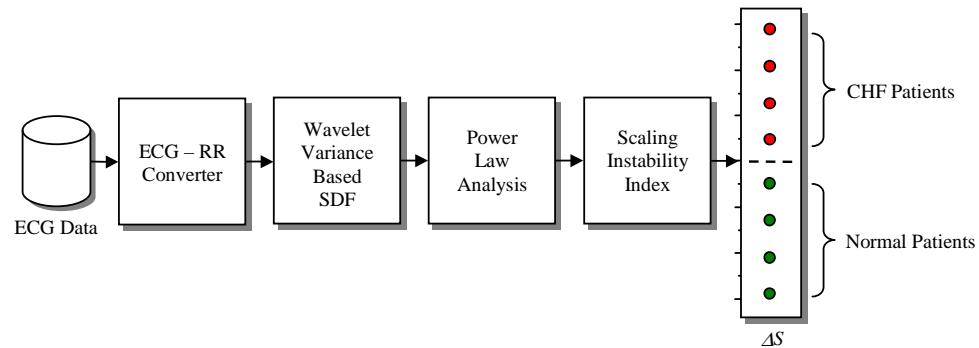 ECG Data
ECG – RR
Converter
Wavelet
Variance
Based
SDF
Power
Law
Analysis
Scaling
Instability
Index
CHF Patients
Normal Patients
ΔS